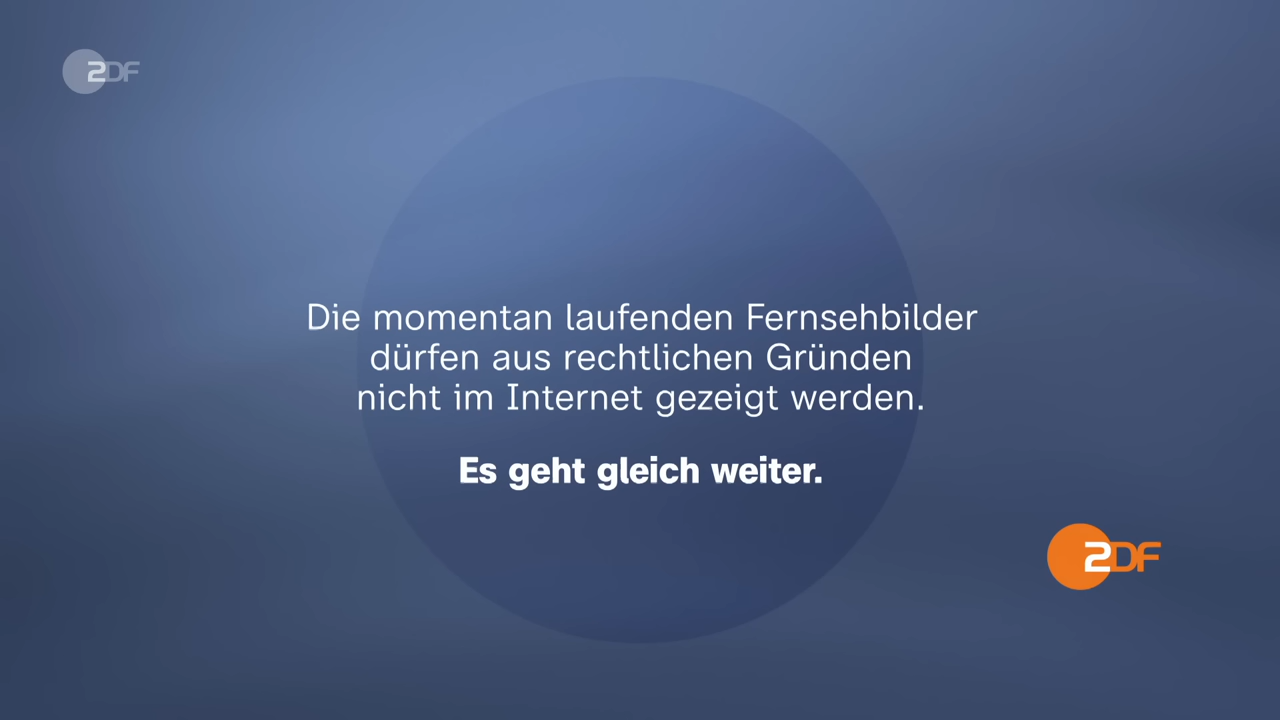 ZDF
Die momentan laufenden Fernsehbilder
dürfen aus rechtlichen Gründen
nicht im Internet gezeigt werden.
Es geht gleich weiter.
ZDF